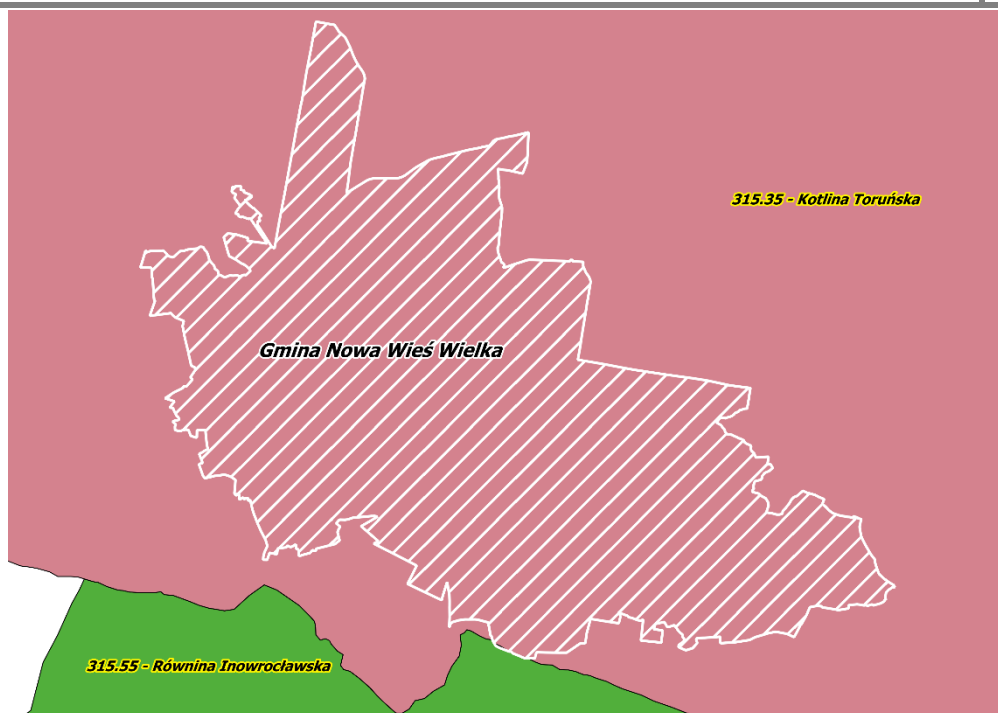 315.35 - Kotlina Toruńska
Gmina Nowa Wieś Wielka
315.55 - Równina Inowrocławska